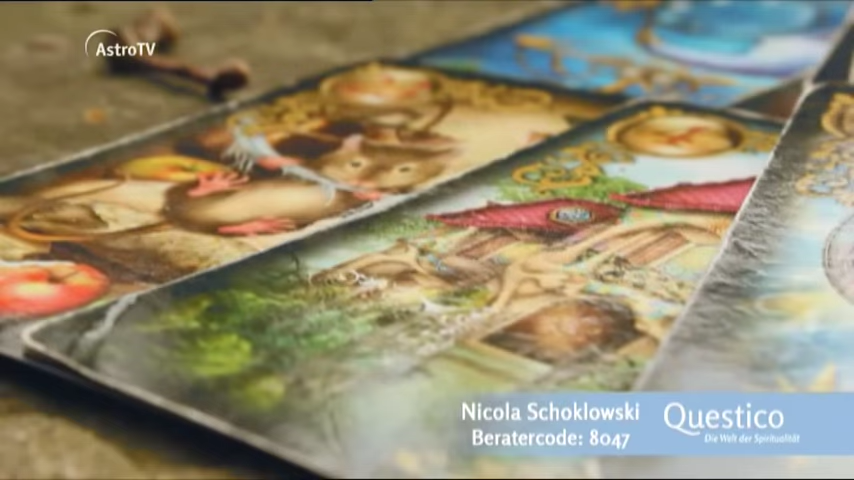 AstroTV
Nicola Schoklowski
Beratercode: 8047
Questico
Die Welt der Spiritualität